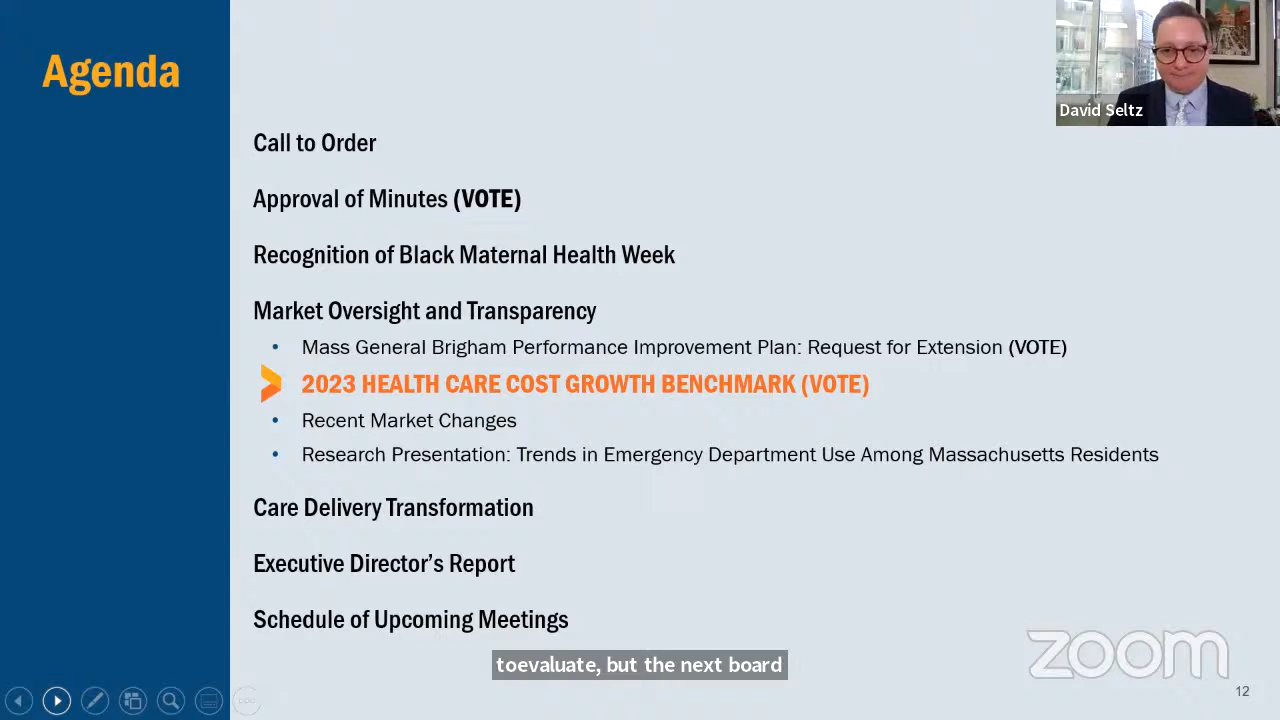 Agenda
David Seltz
Call to Order
Approval of Minutes (VOTE)
Recognition of Black Maternal Health Week
Market Oversight and Transparency
• Mass General Brigham Performance Improvement Plan: Request for Extension (VOTE)
2023 HEALTH CARE COST GROWTH BENCHMARK (VOTE)
• Recent Market Changes
• Research Presentation: Trends in Emergency Department Use Among Massachusetts Residents
Care Delivery Transformation
Executive Director's Report
Schedule of Upcoming Meetings
toevaluate, but the next board
zoom
12